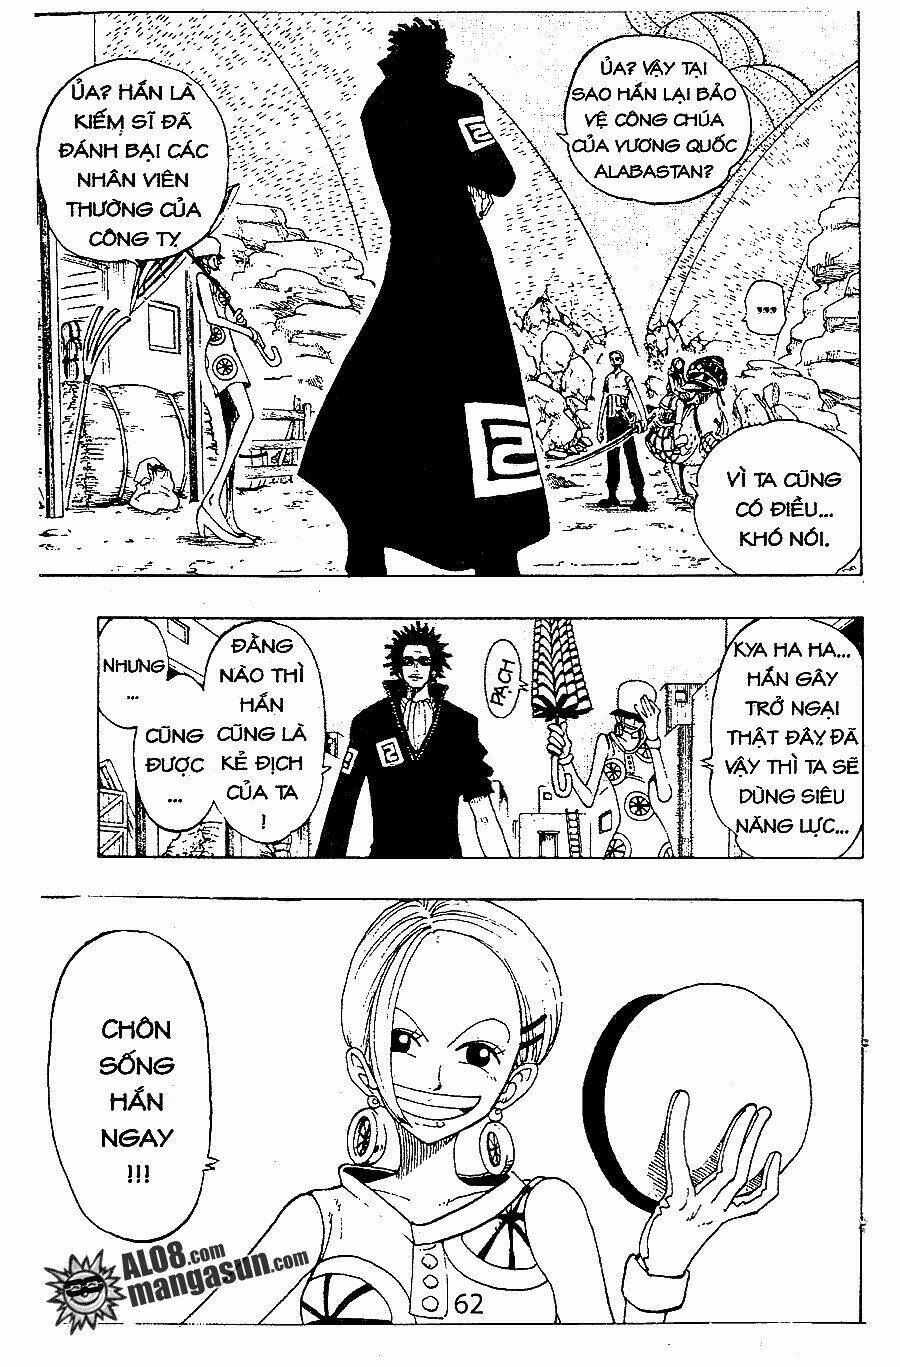 ỦA? VẬY TẠI
SAO HẮN LẠI BẢO
VỆ CÔNG CHÚA
CỦA VƯƠNG QUỐC
ALABASTAN?
ỦA? HẮN LÀ
KIẾM SĨ ĐÃ
ĐÁNH BẠI CÁC
NHÂN VIÊN
THƯỜNG CỦA
CÔNG TY.
,,,
VÌ TA CŨNG
CÓ ĐIỀU...
KHÓ NÓI.
KYA HA HA...
HẮN GÂY
TRỞ NGẠI
THẬT ĐẤY. ĐÃ
VẬY THÌ TA SẼ
DÙNG SIÊU
NĂNG LỰC...
PẠCH
ĐẰNG
NÀO THÌ
HẮN
CŨNG LÀ
KẺ ĐỊCH
CỦA TA
!
NHƯNG
...
CŨNG
ĐƯỢC
...
CHÔN
SỐNG
HẮN
NGAY
!!!
ALO8.com
mangasun.com
62